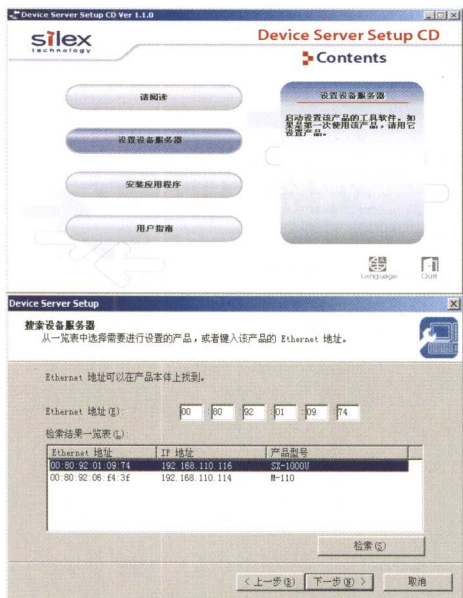 Device Server Setup CD Ver 1.1.0
silex
technology
Device Server Setup CD
Contents
请阅读
设置设备服务器
安装应用程序
用户指南
设置设备服务器
启动设置该产品的工具软件。如
果是第一次使用该产品，请用它
设置产品。
Language
Quit
Device Server Setup
搜索设备服务器
从一览表中选择需要进行设置的产品，或者键入该产品的 Ethernet 地址。
Ethernet 地址可以在产品本体上找到。
Ethernet 地址(E):
00 : 80 : 92 : 01 : 09 : 74
检索结果一览表(L):
Ethernet 地址 IP 地址 产品型号
00:80:92:01:09:74 192.168.110.116 SX-1000U
00:80:92:06:f4:3f 192.168.110.114 M-110
检索(S)
< 上一步(B) 下一步(N) > 取消